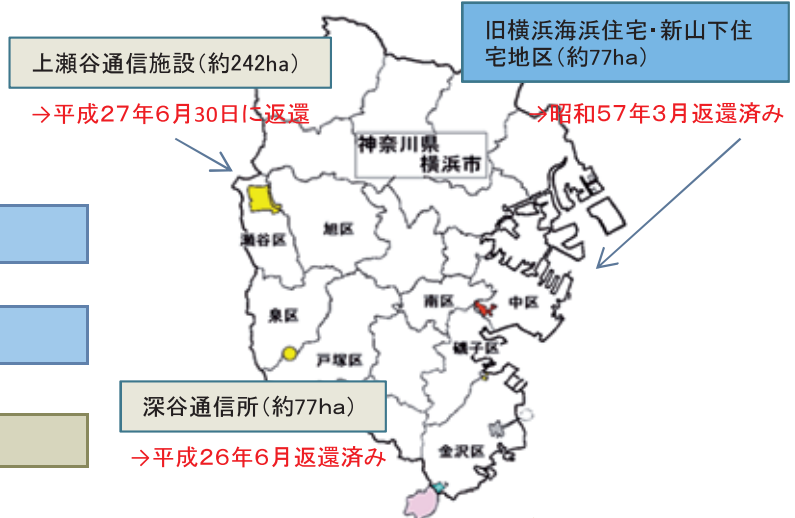 旧横浜海浜住宅・新山下住
宅地区(約77ha)
→昭和57年3月返還済み
上瀬谷通信施設(約242ha)
→平成27年6月30日に返還
神奈川県
横浜市
瀬谷区
旭区
泉区
戸塚区
南区
中区
磯子区
深谷通信所(約77ha)
→平成26年6月返還済み
金沢区